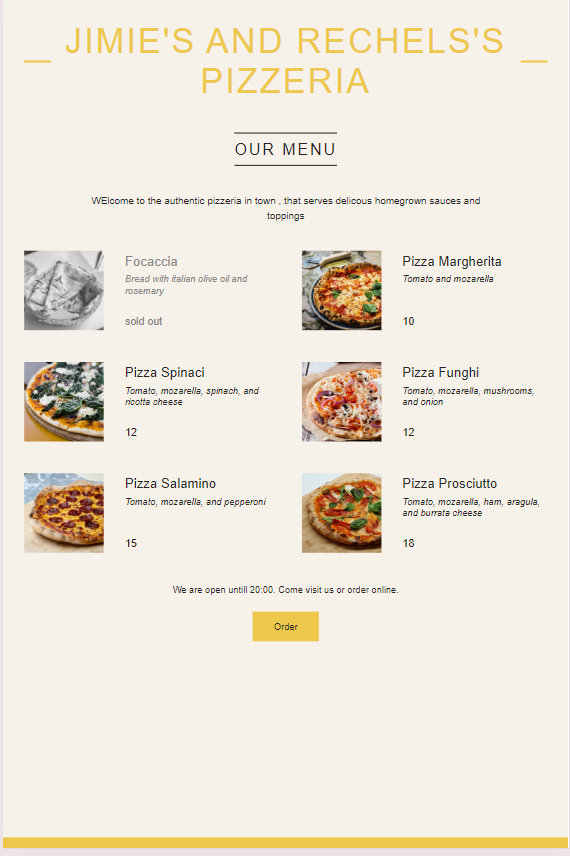 JIMIE'S AND RECHELS'S
PIZZERIA
OUR MENU
WElcome to the authentic pizzeria in town , that serves delicous homegrown sauces and
toppings
Focaccia
Bread with italian olive oil and
rosemary
sold out
Pizza Margherita
Tomato and mozarella
10
Pizza Spinaci
Tomato, mozarella, spinach, and
ricotta cheese
12
Pizza Funghi
Tomato, mozarella, mushrooms,
and onion
12
Pizza Salamino
Tomato, mozarella, and pepperoni
15
Pizza Prosciutto
Tomato, mozarella, ham, aragula,
and burrata cheese
18
We are open untill 20:00. Come visit us or order online.
Order